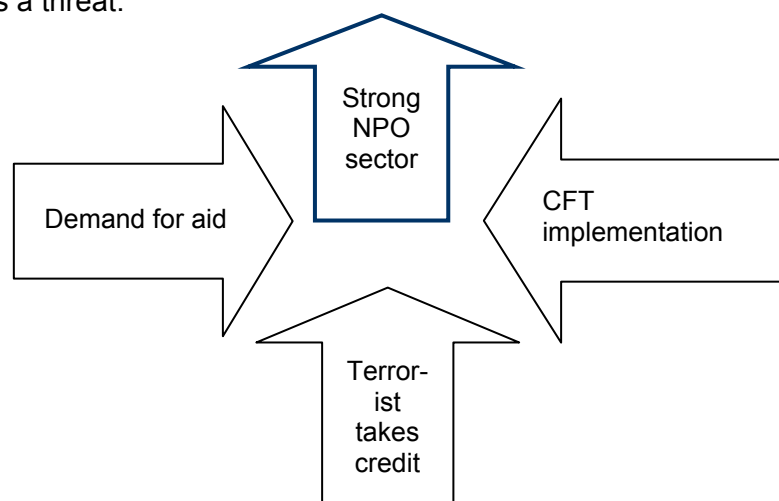 s a threat.
Strong
NPO
sector
Demand for aid
CFT
implementation
Terror-
ist
takes
credit